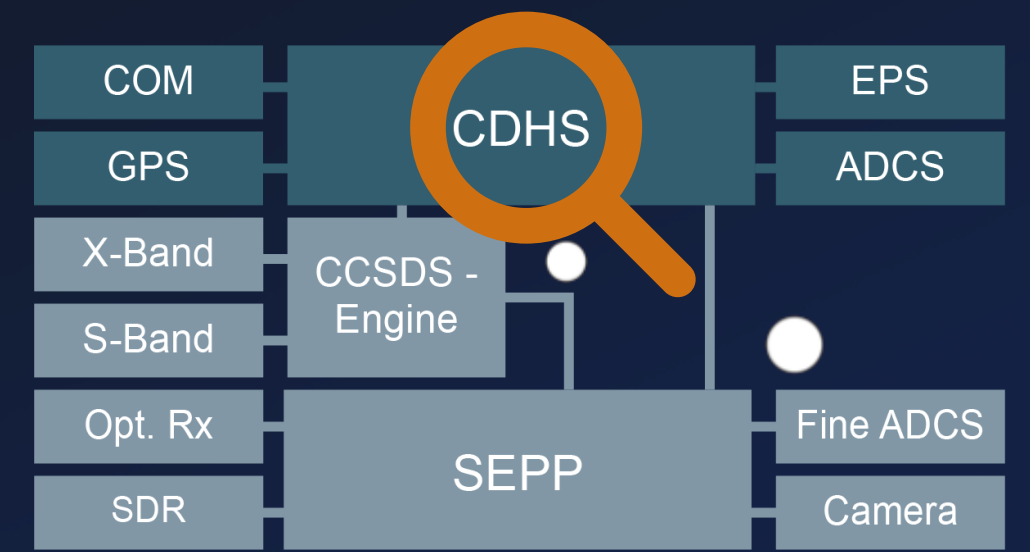 COM
CDHS
EPS
GPS
ADCS
X-Band
CCSDS -
Engine
S-Band
Opt. Rx
SEPP
Fine ADCS
SDR
Camera